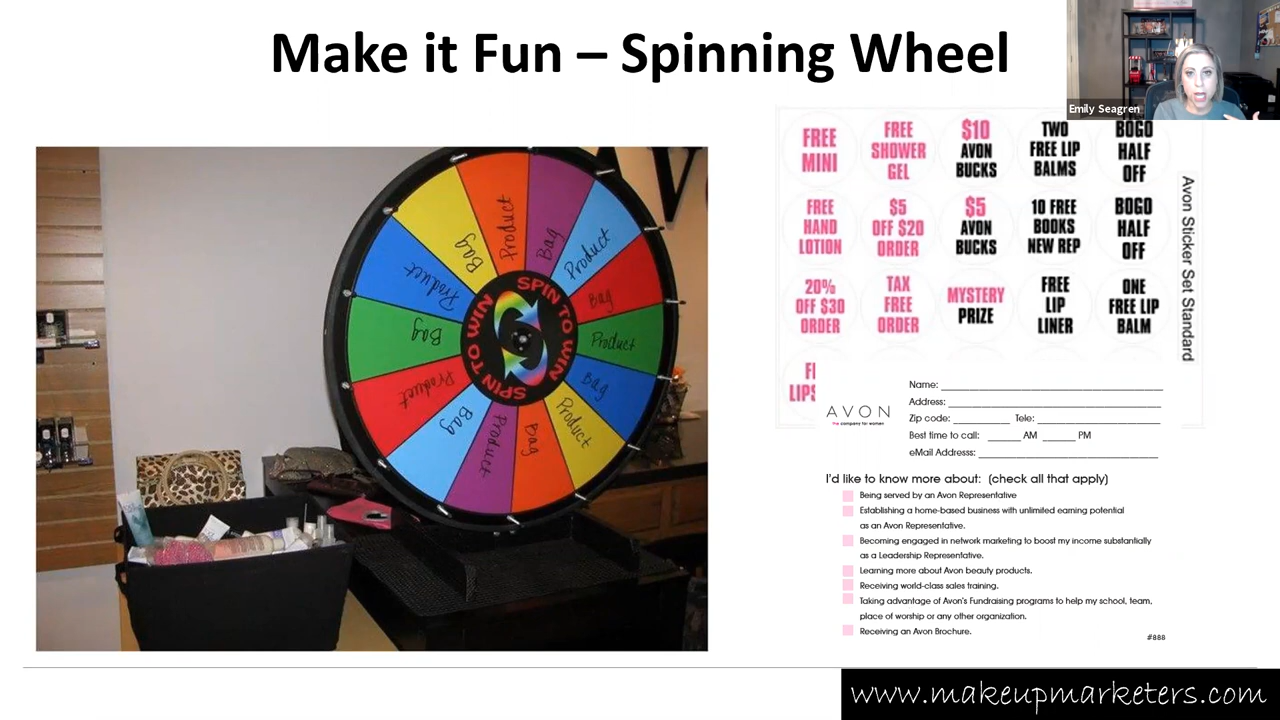 Make it Fun – Spinning Wheel
Emily Seagren
Product
Bag
Product
Bag
Product
Bag
Product
Bag
Product
Bag
Product
Bag
Product
Bag
Product
Bag
SPIN TO WIN
SPIN TO WIN
FREE
MINI
FREE
SHOWER
GEL
$10
AVON
BUCKS
TWO
FREE LIP
BALMS
BOGO
HALF
OFF
FREE
HAND
LOTION
$5
OFF $20
ORDER
$5
AVON
BUCKS
10 FREE
BOOKS
NEW REP
BOGO
HALF
OFF
20%
OFF $30
ORDER
TAX
FREE
ORDER
MYSTERY
PRIZE
FREE
LIP
LINER
ONE
FREE LIP
BALM
Avon Sticker Set Standard
AVON
the company for women
Name:
Address:
Zip code: Tele:
Best time to call: AM PM
eMail Addresss:
I'd like to know more about: (check all that apply)
Being served by an Avon Representative
Establishing a home-based business with unlimited earning potential
as an Avon Representative.
Becoming engaged in network marketing to boost my income substantially
as a Leadership Representative.
Learning more about Avon beauty products.
Receiving world-class sales training.
Taking advantage of Avon's Fundraising programs to help my school, team,
place of worship or any other organization.
Receiving an Avon Brochure.
#888
www.makeupmarketers.com